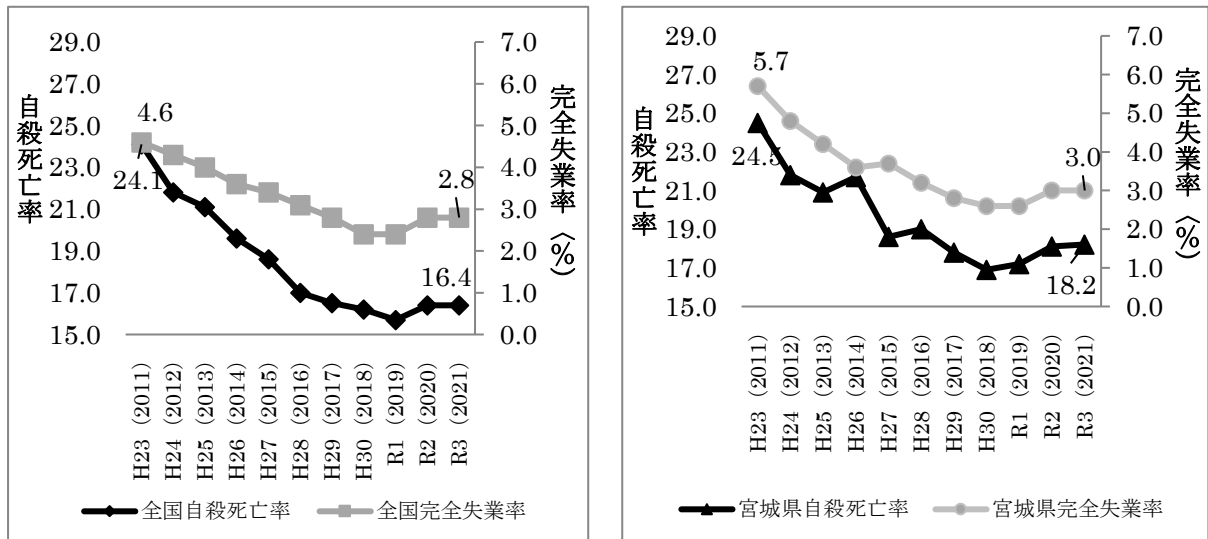 29.0
27.0
25.0
23.0
21.0
19.0
17.0
15.0
自殺死亡率
7.0
6.0
5.0
4.0
3.0
2.0
1.0
0.0
完全失業率（%）
4.6
24.1
2.8
16.4
H23（2011）
H24（2012）
H25（2013）
H26（2014）
H27（2015）
H28（2016）
H29（2017）
H30（2018）
R1（2019）
R2（2020）
R3（2021）
全国自殺死亡率 全国完全失業率
29.0
27.0
25.0
23.0
21.0
19.0
17.0
15.0
自殺死亡率
7.0
6.0
5.0
4.0
3.0
2.0
1.0
0.0
完全失業率（%）
5.7
24.5
3.0
18.2
H23（2011）
H24（2012）
H25（2013）
H26（2014）
H27（2015）
H28（2016）
H29（2017）
H30（2018）
R1（2019）
R2（2020）
R3（2021）
宮城県自殺死亡率 宮城県完全失業率